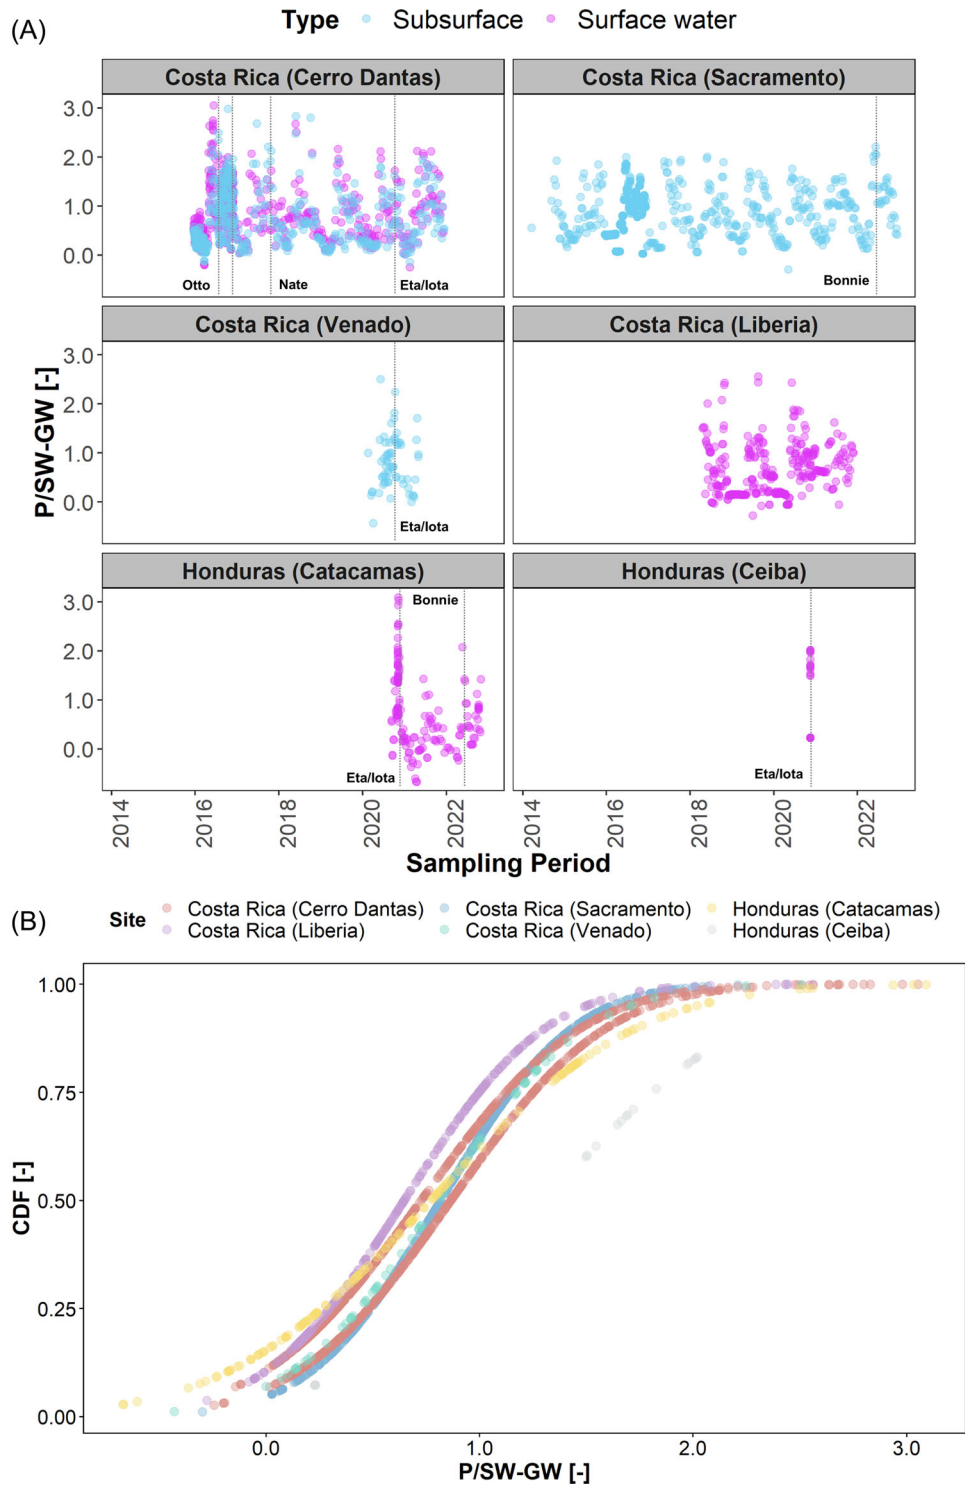 (A)
Type Subsurface Surface water
Costa Rica (Cerro Dantas) Costa Rica (Sacramento)
3.0
2.0
1.0
0.0
Otto Nate Eta/Iota Bonnie
Costa Rica (Venado) Costa Rica (Liberia)
3.0
2.0
1.0
0.0
Eta/Iota
P/SW-GW [-]
Honduras (Catacamas) Honduras (Ceiba)
3.0
2.0
1.0
0.0
Bonnie
Eta/Iota Eta/Iota
2014 2016 2018 2020 2022 2014 2016 2018 2020 2022
Sampling Period
(B)
Site Costa Rica (Cerro Dantas) Costa Rica (Sacramento) Honduras (Catacamas)
Costa Rica (Liberia) Costa Rica (Venado) Honduras (Ceiba)
1.00
0.75
0.50
0.25
0.00
CDF [-]
0.0 1.0 2.0 3.0
P/SW-GW [-]